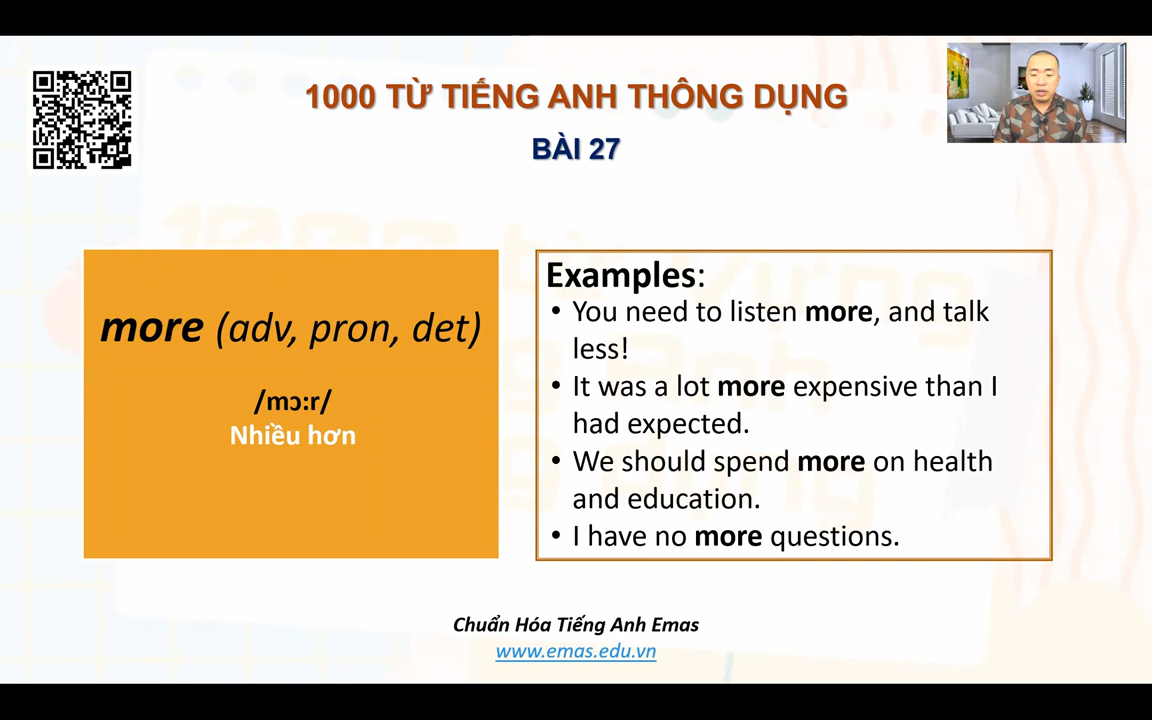 1000 TỪ TIẾNG ANH THÔNG DỤNG
BÀI 27
more (adv, pron, det)
/mɔ:r/
Nhiều hơn
Examples:
• You need to listen more, and talk
less!
• It was a lot more expensive than I
had expected.
• We should spend more on health
and education.
• I have no more questions.
Chuẩn Hóa Tiếng Anh Emas
www.emas.edu.vn